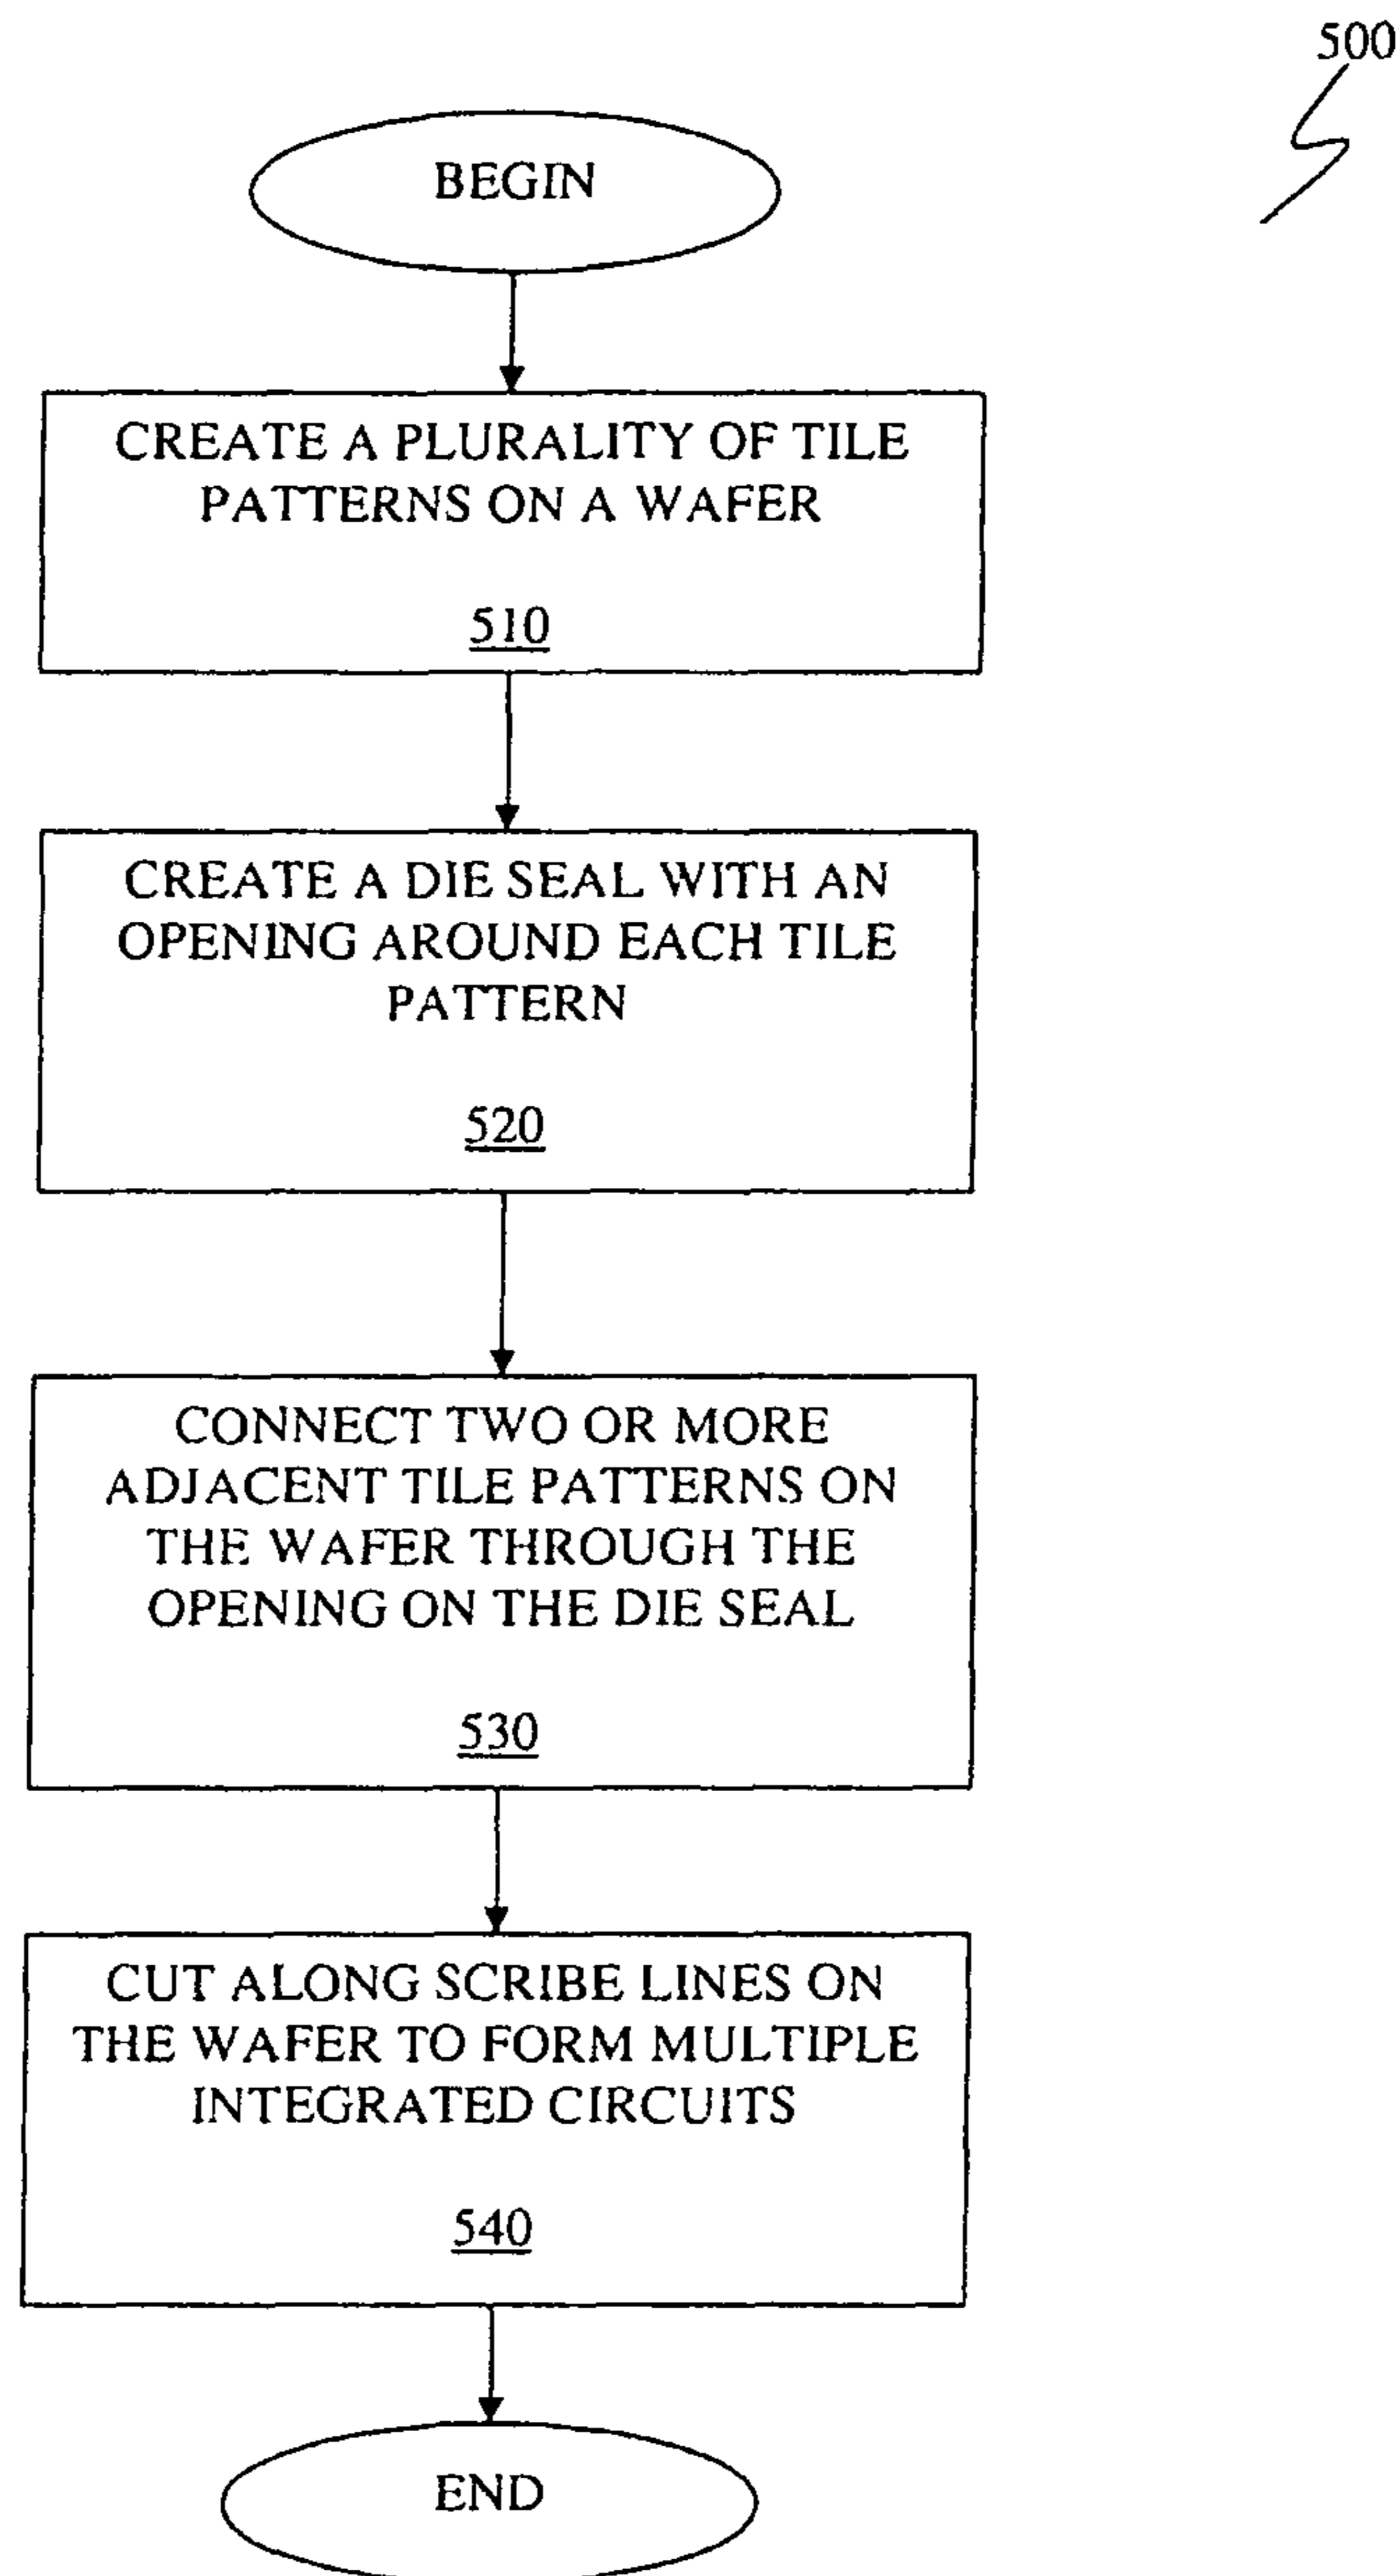 500
BEGIN
CREATE A PLURALITY OF TILE
PATTERNS ON A WAFER
510
CREATE A DIE SEAL WITH AN
OPENING AROUND EACH TILE
PATTERN
520
CONNECT TWO OR MORE
ADJACENT TILE PATTERNS ON
THE WAFER THROUGH THE
OPENING ON THE DIE SEAL
530
CUT ALONG SCRIBE LINES ON
THE WAFER TO FORM MULTIPLE
INTEGRATED CIRCUITS
540
END